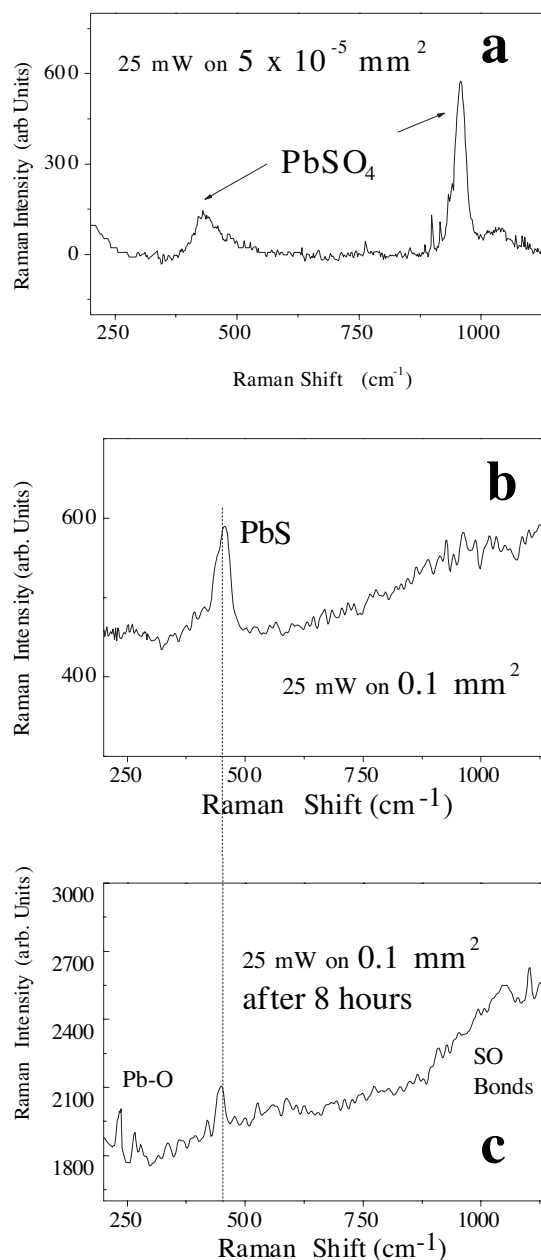 a
25 mW on 5 x 10⁻⁵ mm²
Raman Intensity (arb Units)
600
300
0
PbSO₄
250 500 750 1000
Raman Shift (cm⁻¹)
b
Raman Intensity (arb. Units)
600
400
PbS
25 mW on 0.1 mm²
250 500 750 1000
Raman Shift (cm⁻¹)
Raman Intensity (arb. Units)
3000
2700
2400
2100
1800
25 mW on 0.1 mm²
after 8 hours
Pb-O
SO
Bonds
c
250 500 750 1000
Raman Shift (cm⁻¹)